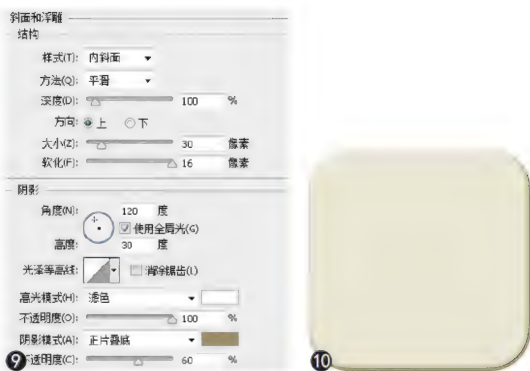 斜面和浮雕
结构
样式(T): 内斜面
方法(Q): 平滑
深度(D): 100 %
方向: 上 下
大小(Z): 30 像素
软化(F): 16 像素
阴影
角度(N): 120 度
使用全局光(G)
高度: 30 度
光泽等高线: 消除锯齿(L)
高光模式(H): 滤色
不透明度(O): 100 %
阴影模式(A): 正片叠底
9 不透明度(C): 60 %
10